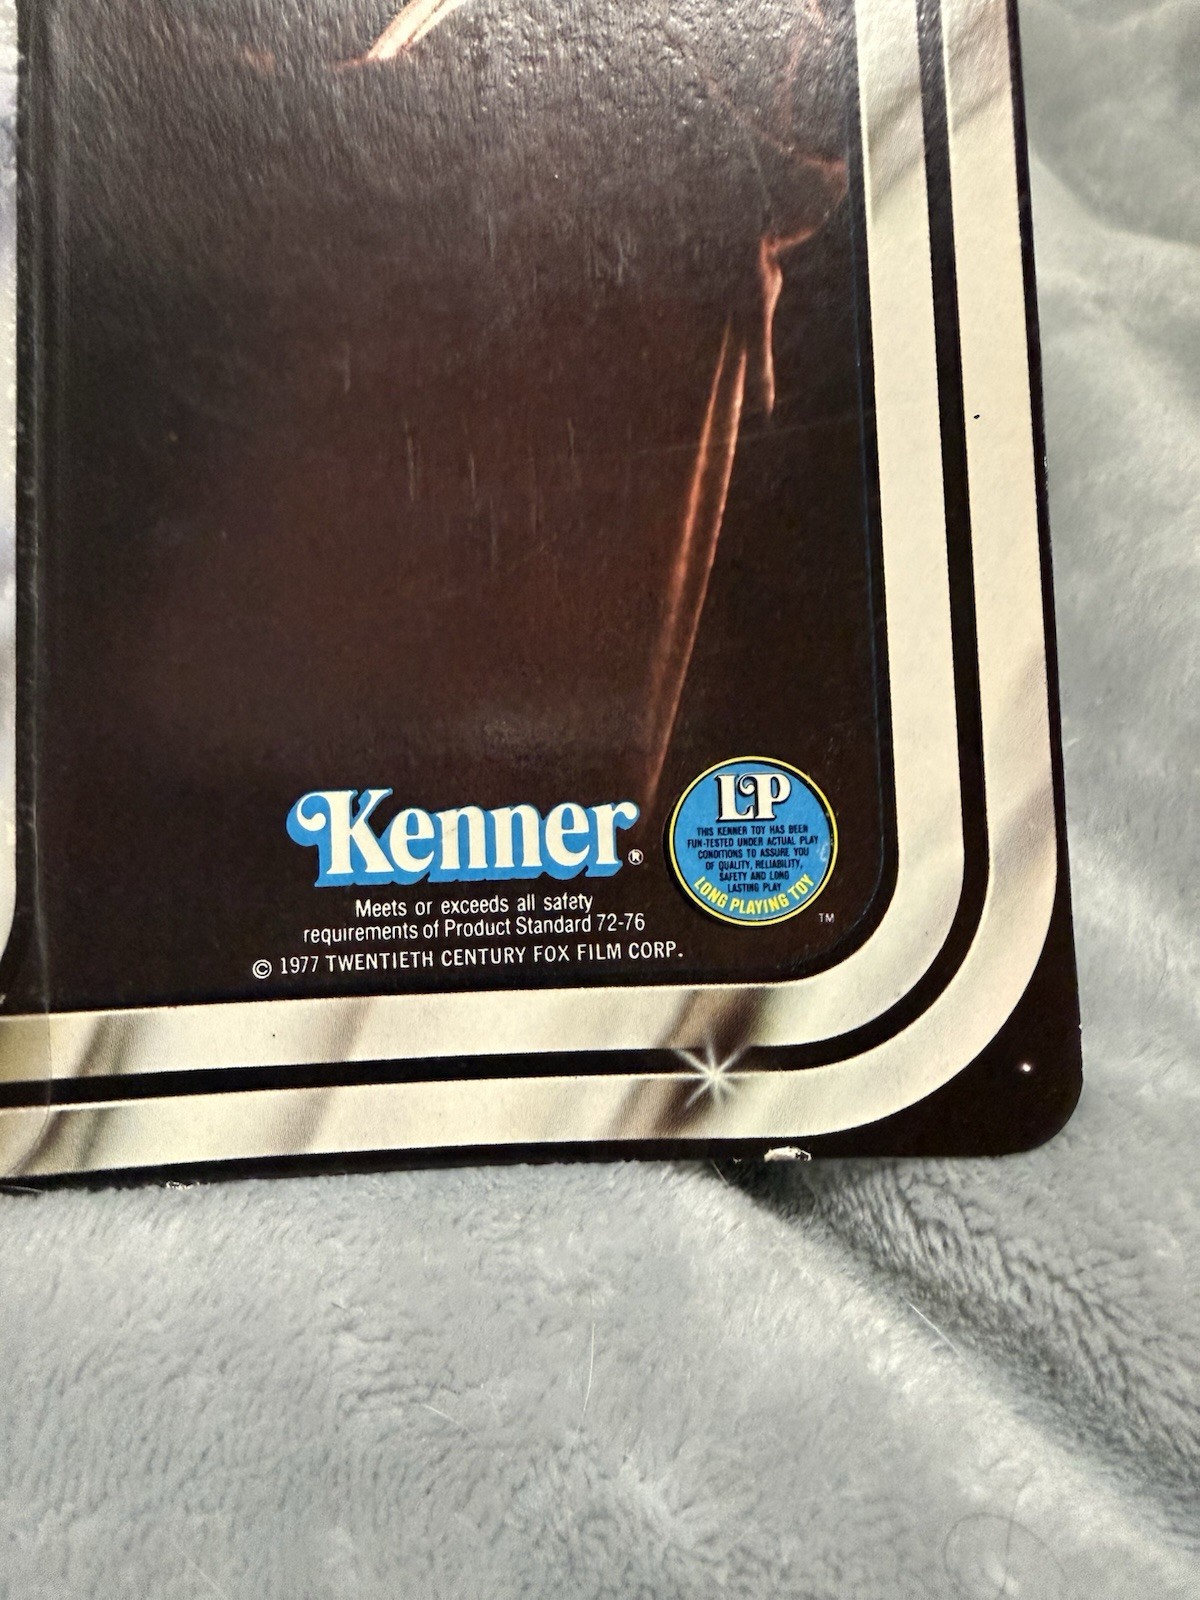 Kenner®
Meets or exceeds all safety
requirements of Product Standard 72-76
© 1977 TWENTIETH CENTURY FOX FILM CORP.
LP
THIS KENNER TOY HAS BEEN
FUN-TESTED UNDER ACTUAL PLAY
CONDITIONS TO ASSURE YOU
OF QUALITY, RELIABILITY,
SAFETY AND LONG
LASTING PLAY
LONG PLAYING TOY
TM